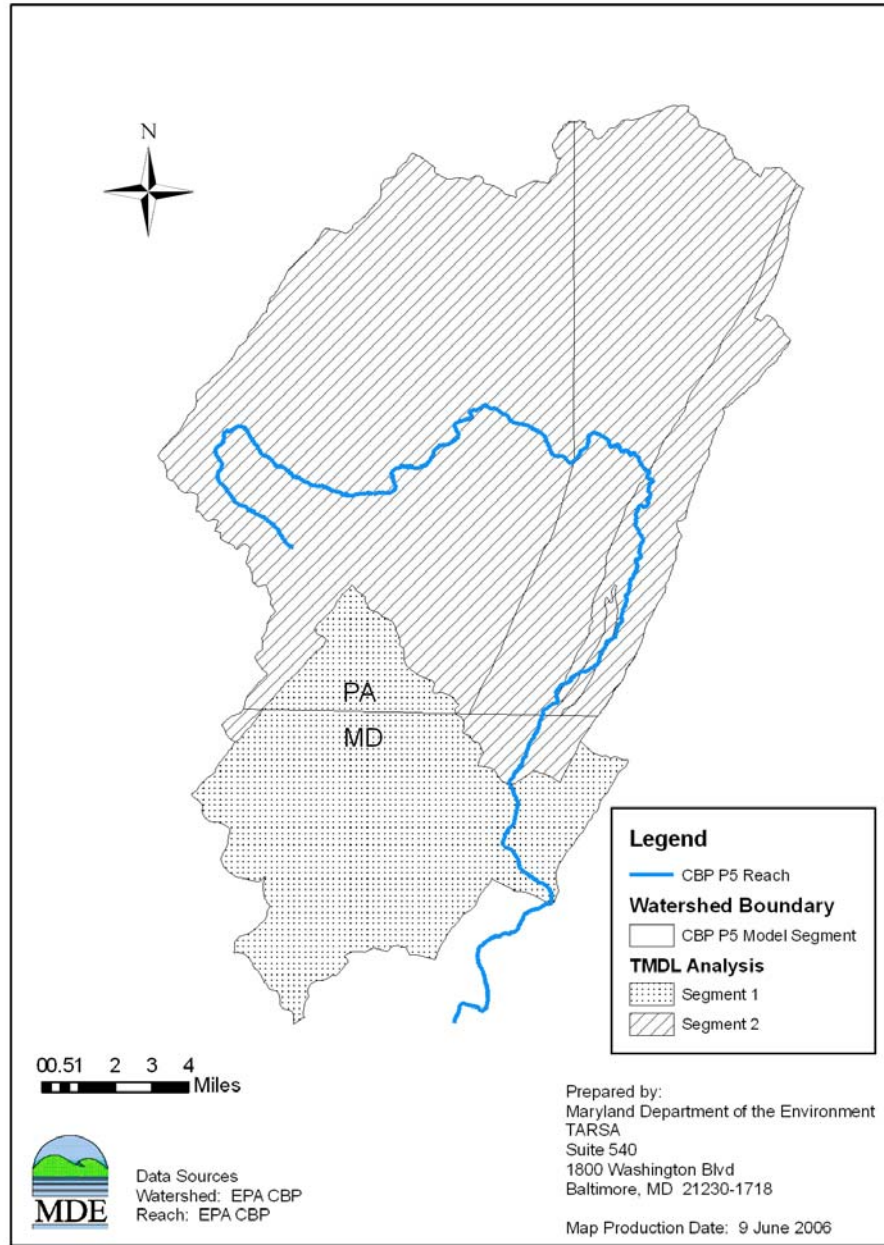 N
PA
MD
Legend
CBP P5 Reach
Watershed Boundary
CBP P5 Model Segment
TMDL Analysis
Segment 1
Segment 2
00.51 2 3 4
Miles
MDE
Data Sources
Watershed: EPA CBP
Reach: EPA CBP
Prepared by:
Maryland Department of the Environment
TARSA
Suite 540
1800 Washington Blvd
Baltimore, MD 21230-1718
Map Production Date: 9 June 2006